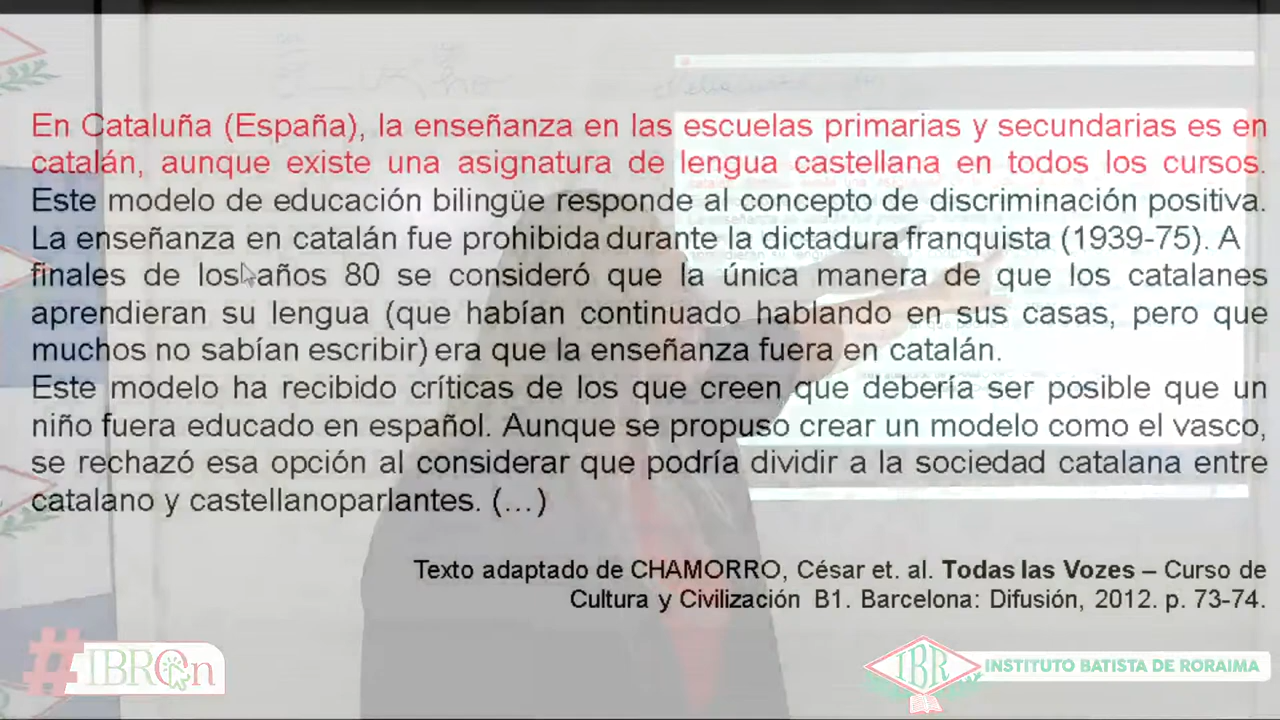 En Cataluña (España), la enseñanza en las escuelas primarias y secundarias es en
catalán, aunque existe una asignatura de lengua castellana en todos los cursos.
Este modelo de educación bilingüe responde al concepto de discriminación positiva.
La enseñanza en catalán fue prohibida durante la dictadura franquista (1939-75). A
finales de los años 80 se consideró que la única manera de que los catalanes
aprendieran su lengua (que habían continuado hablando en sus casas, pero que
muchos no sabían escribir) era que la enseñanza fuera en catalán.
Este modelo ha recibido críticas de los que creen que debería ser posible que un
niño fuera educado en español. Aunque se propuso crear un modelo como el vasco,
se rechazó esa opción al considerar que podría dividir a la sociedad catalana entre
catalano y castellanoparlantes. (…)
Texto adaptado de CHAMORRO, César et. al. Todas las Vozes – Curso de
Cultura y Civilización B1. Barcelona: Difusión, 2012. p. 73-74.
#IBROn
IBR INSTITUTO BATISTA DE RORAIMA